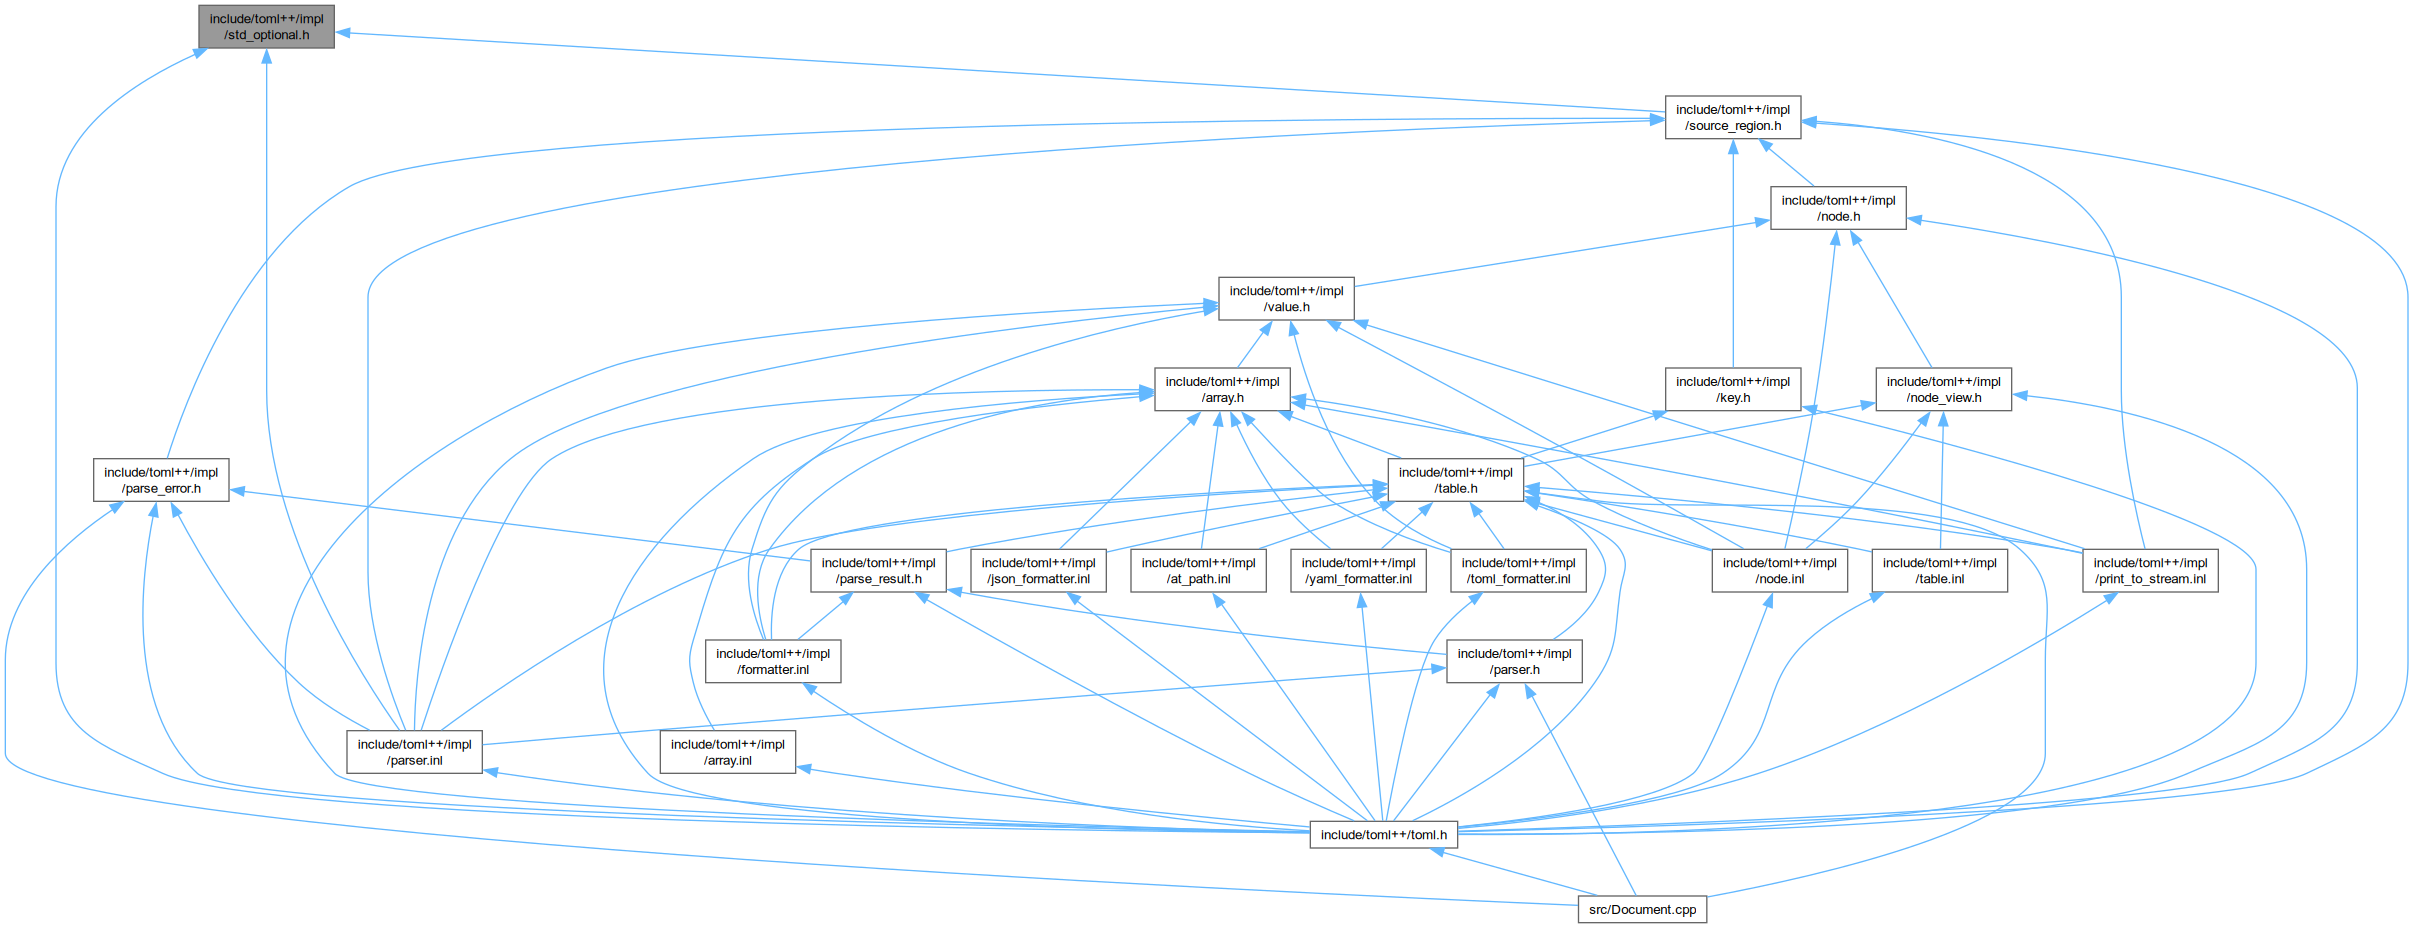 include/toml++/impl
/std_optional.h
include/toml++/impl
/source_region.h
include/toml++/impl
/node.h
include/toml++/impl
/value.h
include/toml++/impl
/array.h
include/toml++/impl
/key.h
include/toml++/impl
/node_view.h
include/toml++/impl
/parse_error.h
include/toml++/impl
/table.h
include/toml++/impl
/parse_result.h
include/toml++/impl
/json_formatter.inl
include/toml++/impl
/at_path.inl
include/toml++/impl
/yaml_formatter.inl
include/toml++/impl
/toml_formatter.inl
include/toml++/impl
/node.inl
include/toml++/impl
/table.inl
include/toml++/impl
/print_to_stream.inl
include/toml++/impl
/formatter.inl
include/toml++/impl
/parser.h
include/toml++/impl
/parser.inl
include/toml++/impl
/array.inl
include/toml++/toml.h
src/Document.cpp